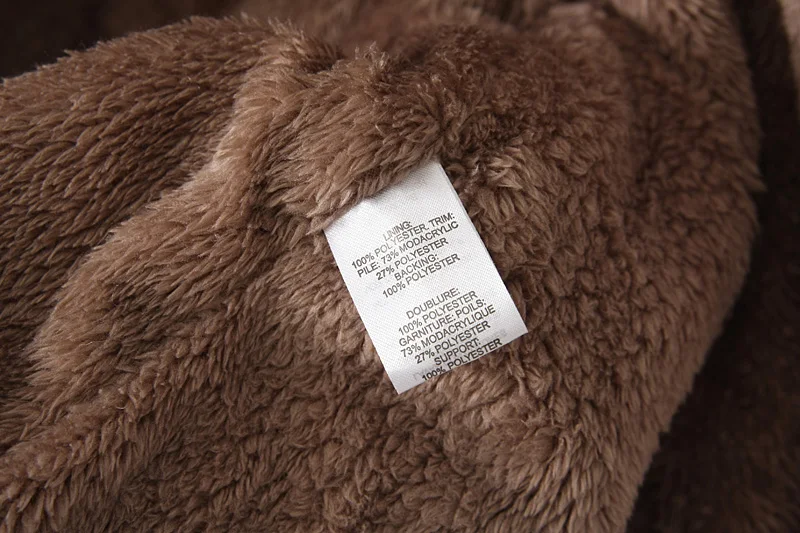 LINING:
100% POLYESTER. TRIM:
PILE: 73% MODACRYLIC
27% POLYESTER
BACKING:
100% POLYESTER
DOUBLURE:
100% POLYESTER
GARNITURE: POILS:
73% MODACRYLIQUE
27% POLYESTER
SUPPORT:
100% POLYESTER